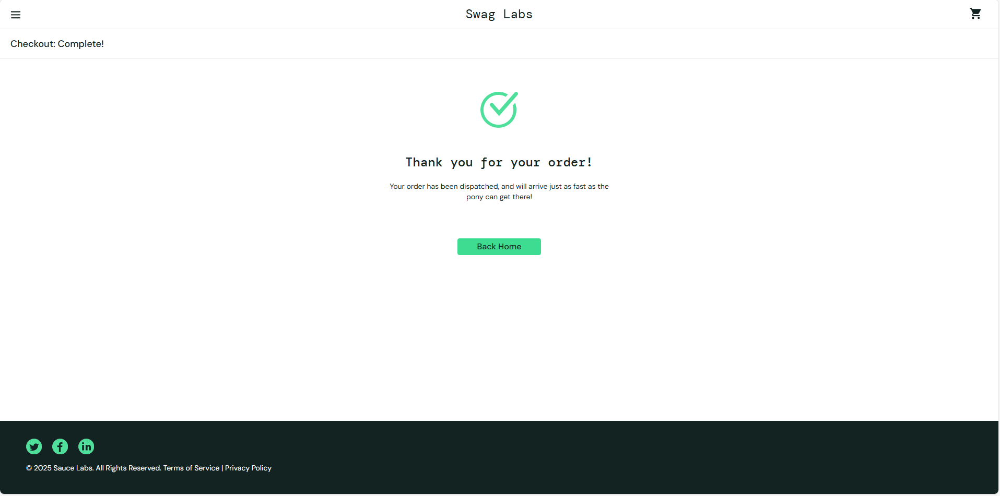 Swag Labs
Checkout: Complete!
Thank you for your order!
Your order has been dispatched, and will arrive just as fast as the
pony can get there!
Back Home
© 2025 Sauce Labs. All Rights Reserved. Terms of Service | Privacy Policy